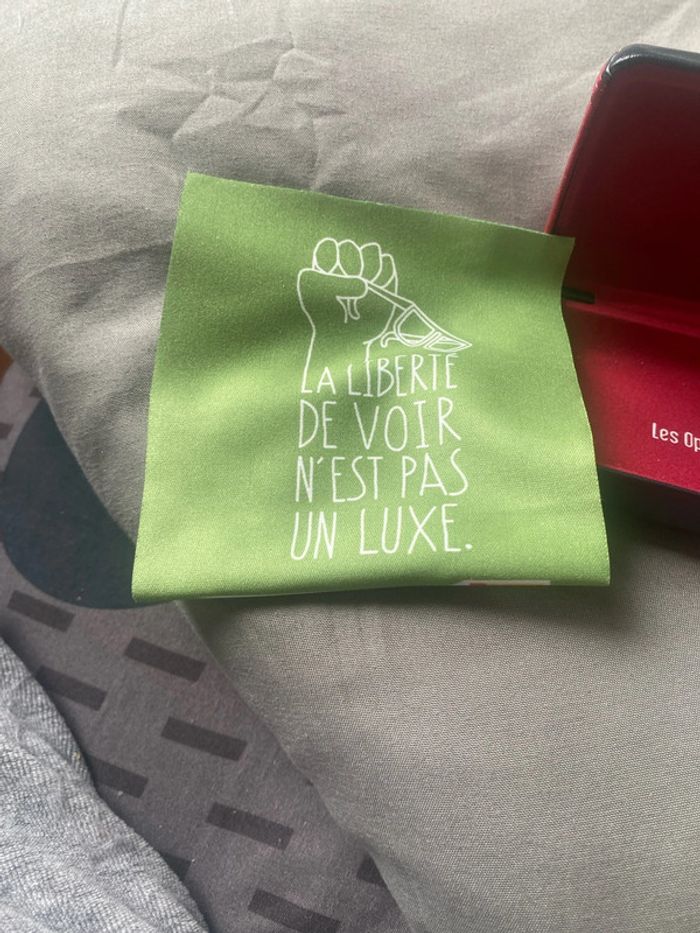 LA LIBERTÉ
DE VOIR
N'EST PAS
UN LUXE.
Les Op